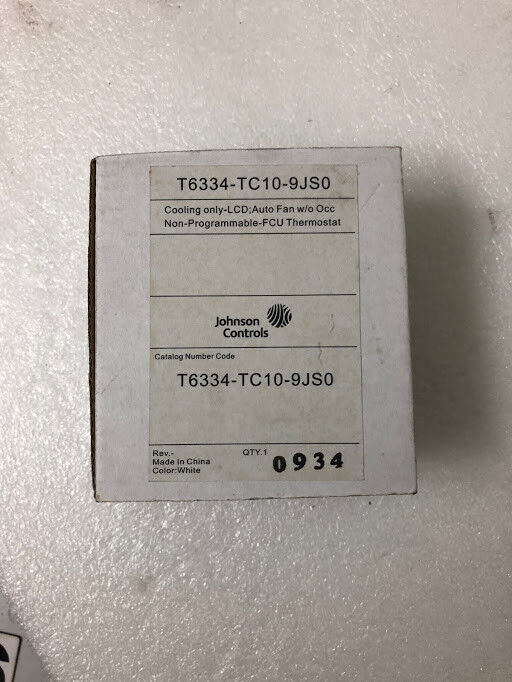 T6334-TC10-9JS0
Cooling only-LCD;Auto Fan w/o Occ
Non-Programmable-FCU Thermostat
Johnson
Controls
Catalog Number Code
T6334-TC10-9JS0
Rev.- QTY.1 0934
Made In China
Color:White